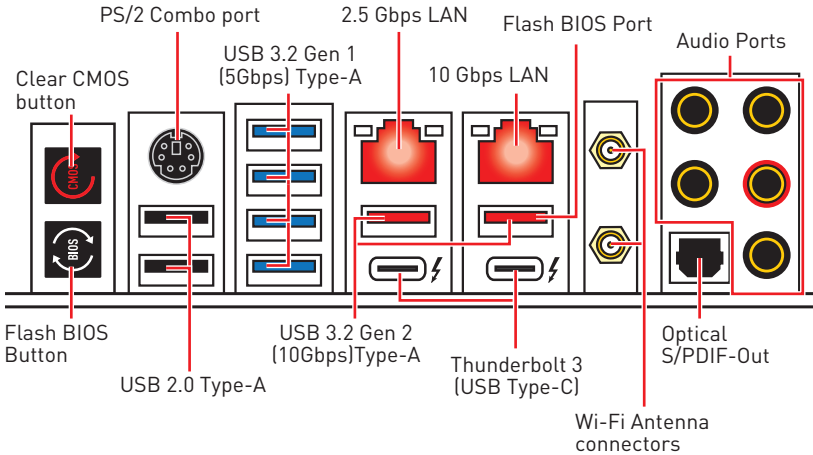 PS/2 Combo port
2.5 Gbps LAN
Flash BIOS Port
USB 3.2 Gen 1
(5Gbps) Type-A
Audio Ports
Clear CMOS
button
10 Gbps LAN
CMOS
BIOS
Flash BIOS
Button
USB 2.0 Type-A
USB 3.2 Gen 2
(10Gbps)Type-A
Thunderbolt 3
(USB Type-C)
Optical
S/PDIF-Out
Wi-Fi Antenna
connectors